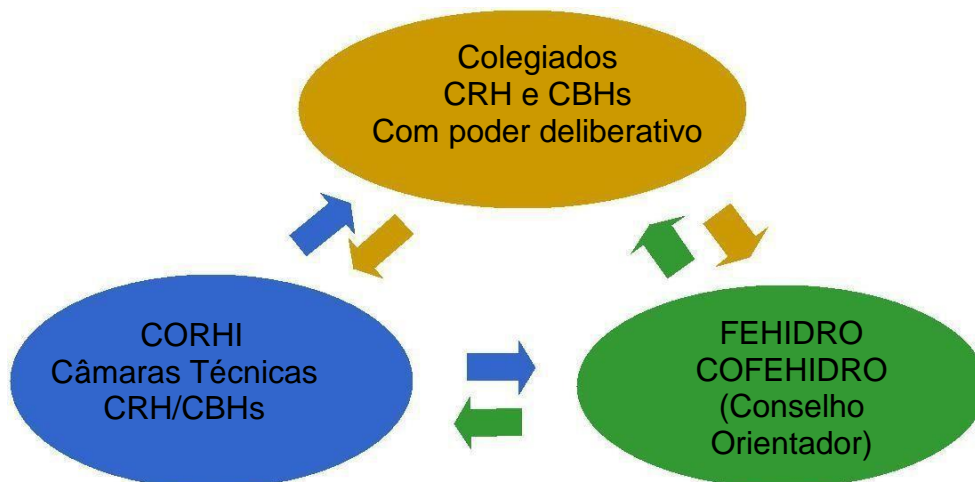 Colegiados
CRH e CBHs
Com poder deliberativo
CORHI
Câmaras Técnicas
CRH/CBHs
FEHIDRO
COFEHIDRO
(Conselho
Orientador)